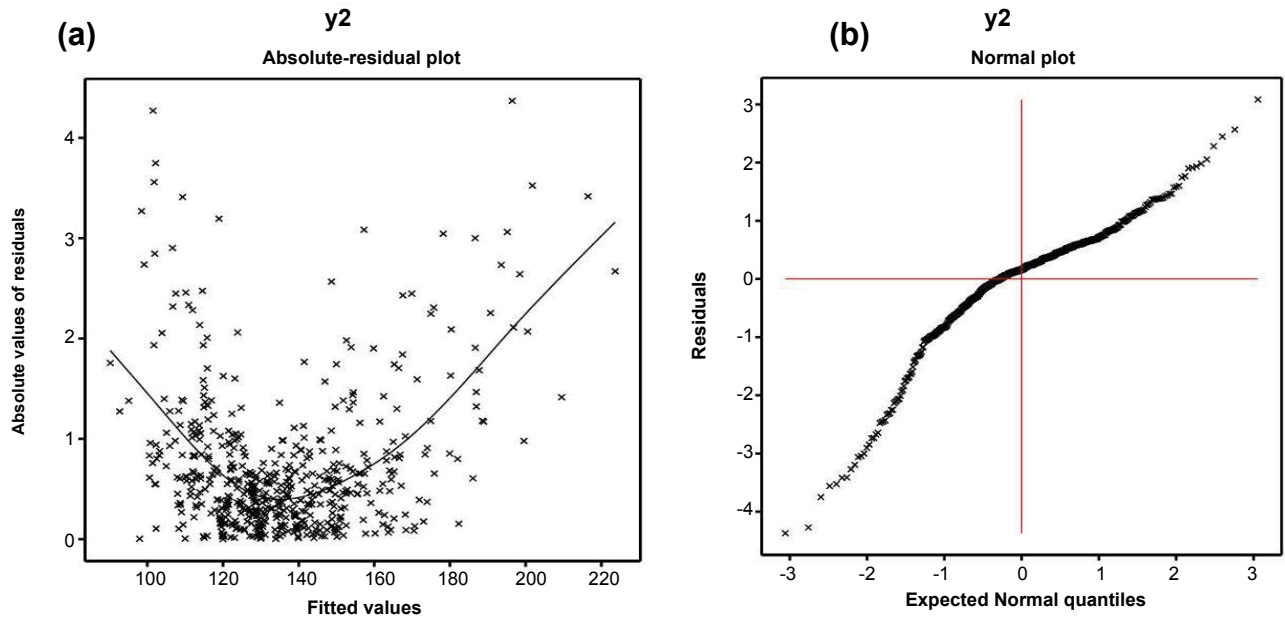 (a)
y2
Absolute-residual plot
Absolute values of residuals
4
3
2
1
0
100 120 140 160 180 200 220
Fitted values
(b)
y2
Normal plot
Residuals
3
2
1
0
-1
-2
-3
-4
-3 -2 -1 0 1 2 3
Expected Normal quantiles